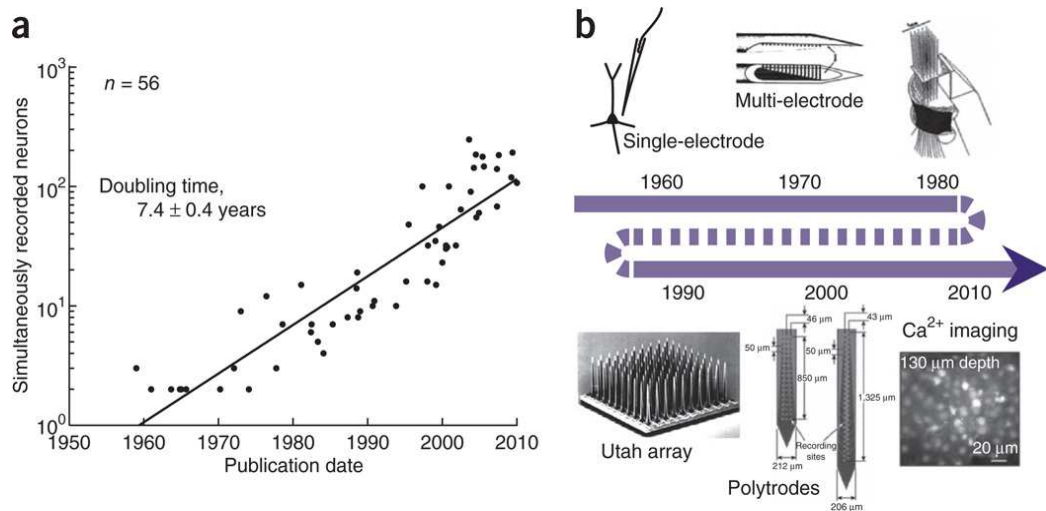 a
10³
10²
10¹
10⁰
n = 56
Doubling time,
7.4 ± 0.4 years
Simultaneously recorded neurons
1950
1960
1970
1980
1990
2000
2010
Publication date
b
Single-electrode
Multi-electrode
1960
1970
1980
1990
2000
2010
Utah array
46 μm
50 μm
850 μm
212 μm
43 μm
50 μm
1,325 μm
206 μm
Recording
sites
Polytrodes
Ca²⁺ imaging
130 μm depth
20 μm